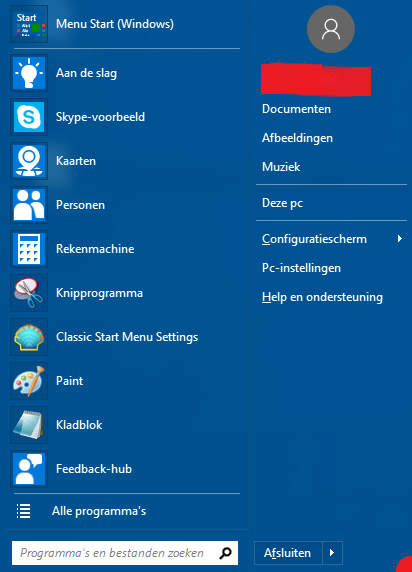 Start
Menu Start (Windows)
Aan de slag
Skype-voorbeeld
Kaarten
Personen
Rekenmachine
Knipprogramma
Classic Start Menu Settings
Paint
Kladblok
Feedback-hub
Alle programma's
Programma's en bestanden zoeken
Documenten
Afbeeldingen
Muziek
Deze pc
Configuratiescherm
Pc-instellingen
Help en ondersteuning
Afsluiten